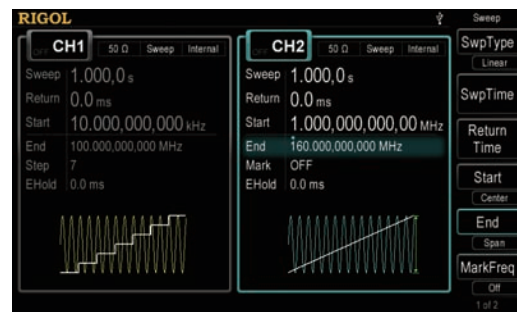 RIGOL
Sweep
OFF CH1 50 Ω Sweep Internal
Sweep 1.000,0 s
Return 0.0 ms
Start 10.000,000,000 kHz
End 100.000,000,000 MHz
Step 7
EHold 0.0 ms
OFF CH2 50 Ω Sweep Internal
Sweep 1.000,0 s
Return 0.0 ms
Start 1.000,000,000,00 MHz
End 160.000,000,000 MHz
Mark OFF
EHold 0.0 ms
SwpType
Linear
SwpTime
Return
Time
Start
Center
End
Span
MarkFreq
Off
1 of 2